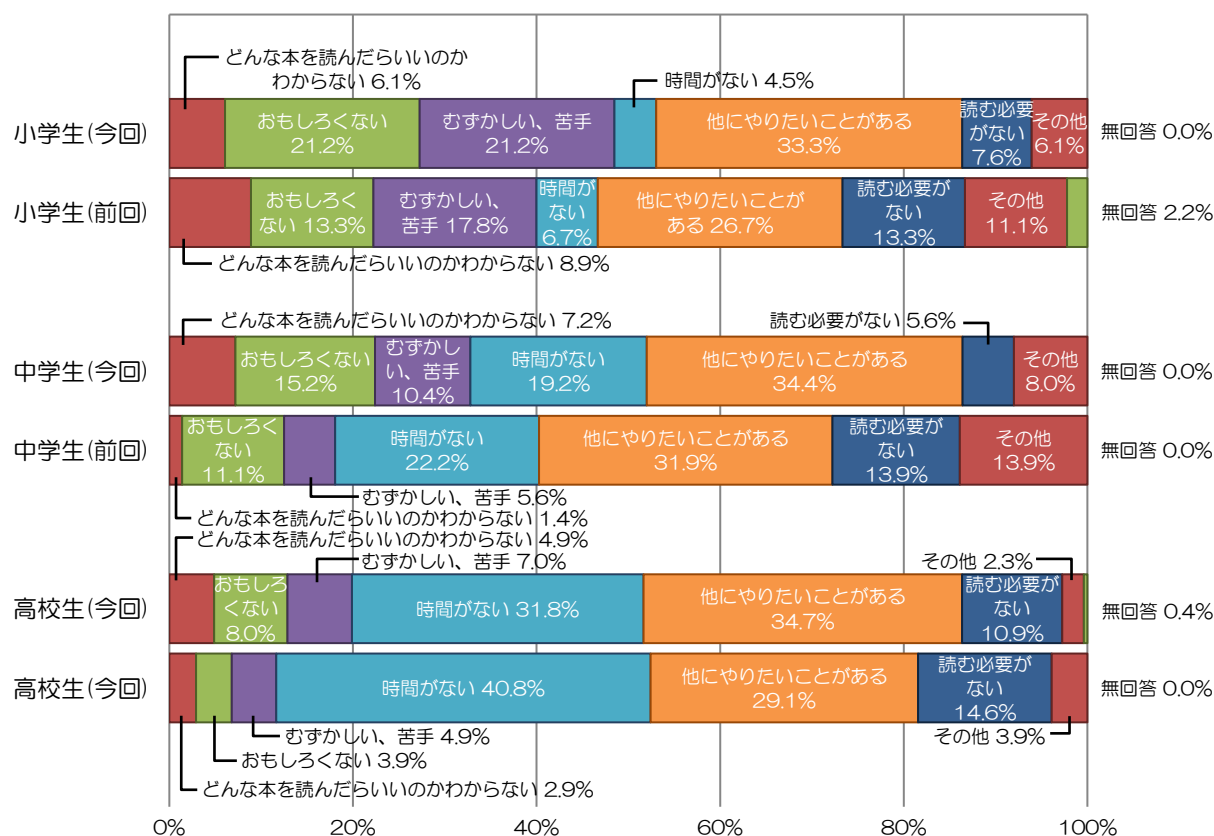 どんな本を読んだらいいのか
わからない 6.1%
時間がない 4.5%
小学生(今回)
おもしろくない
21.2%
むずかしい、苦手
21.2%
他にやりたいことがある
33.3%
読む必要
がない
7.6%
その他
6.1%
無回答 0.0%
小学生(前回)
おもしろく
ない 13.3%
むずかしい、
苦手 17.8%
時間が
ない
6.7%
他にやりたいことが
ある 26.7%
読む必要が
ない
13.3%
その他
11.1%
無回答 2.2%
どんな本を読んだらいいのかわからない 8.9%
どんな本を読んだらいいのかわからない 7.2%
読む必要がない 5.6%
中学生(今回)
おもしろくない
15.2%
むずかし
い、苦手
10.4%
時間がない
19.2%
他にやりたいことがある
34.4%
その他
8.0%
無回答 0.0%
中学生(前回)
おもしろく
ない
11.1%
時間がない
22.2%
他にやりたいことがある
31.9%
読む必要が
ない
13.9%
その他
13.9%
無回答 0.0%
むずかしい、苦手 5.6%
どんな本を読んだらいいのかわからない 1.4%
どんな本を読んだらいいのかわからない 4.9%
むずかしい、苦手 7.0%
その他 2.3%
高校生(今回)
おもしろ
くない
8.0%
時間がない 31.8%
他にやりたいことがある
34.7%
読む必要が
ない
10.9%
無回答 0.4%
高校生(今回)
時間がない 40.8%
他にやりたいことがある
29.1%
読む必要が
ない
14.6%
無回答 0.0%
むずかしい、苦手 4.9%
その他 3.9%
おもしろくない 3.9%
どんな本を読んだらいいのかわからない 2.9%
0%
20%
40%
60%
80%
100%